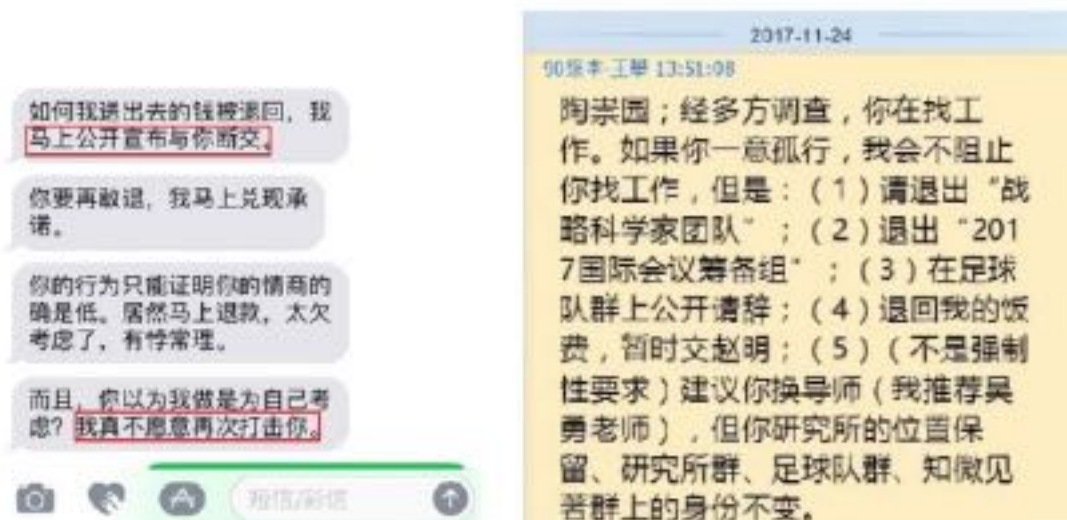 如何我送出去的钱被退回，我
马上公开宣布与你断交。
你要再敢退，我马上兑现承
诺。
你的行为只能证明你的情商的
确是低。居然马上退款，太欠
考虑了，有悖常理。
而且，你以为我做是为自己考
虑？我真不愿意再次打击你。
短信/彩信
2017-11-24
13:51:08
陶崇园；经多方调查，你在找工
作。如果你一意孤行，我会不阻止
你找工作，但是：（1）请退出“战
略科学家团队”；（2）退出“201
7国际会议筹备组”；（3）在足球
队群上公开请辞；（4）退回我的饭
费，暂时交赵明；（5）（不是强制
性要求）建议你换导师（我推荐吴
勇老师），但你研究所的位置保
留、研究所群、足球队群、知微见
著群上的身份不变。